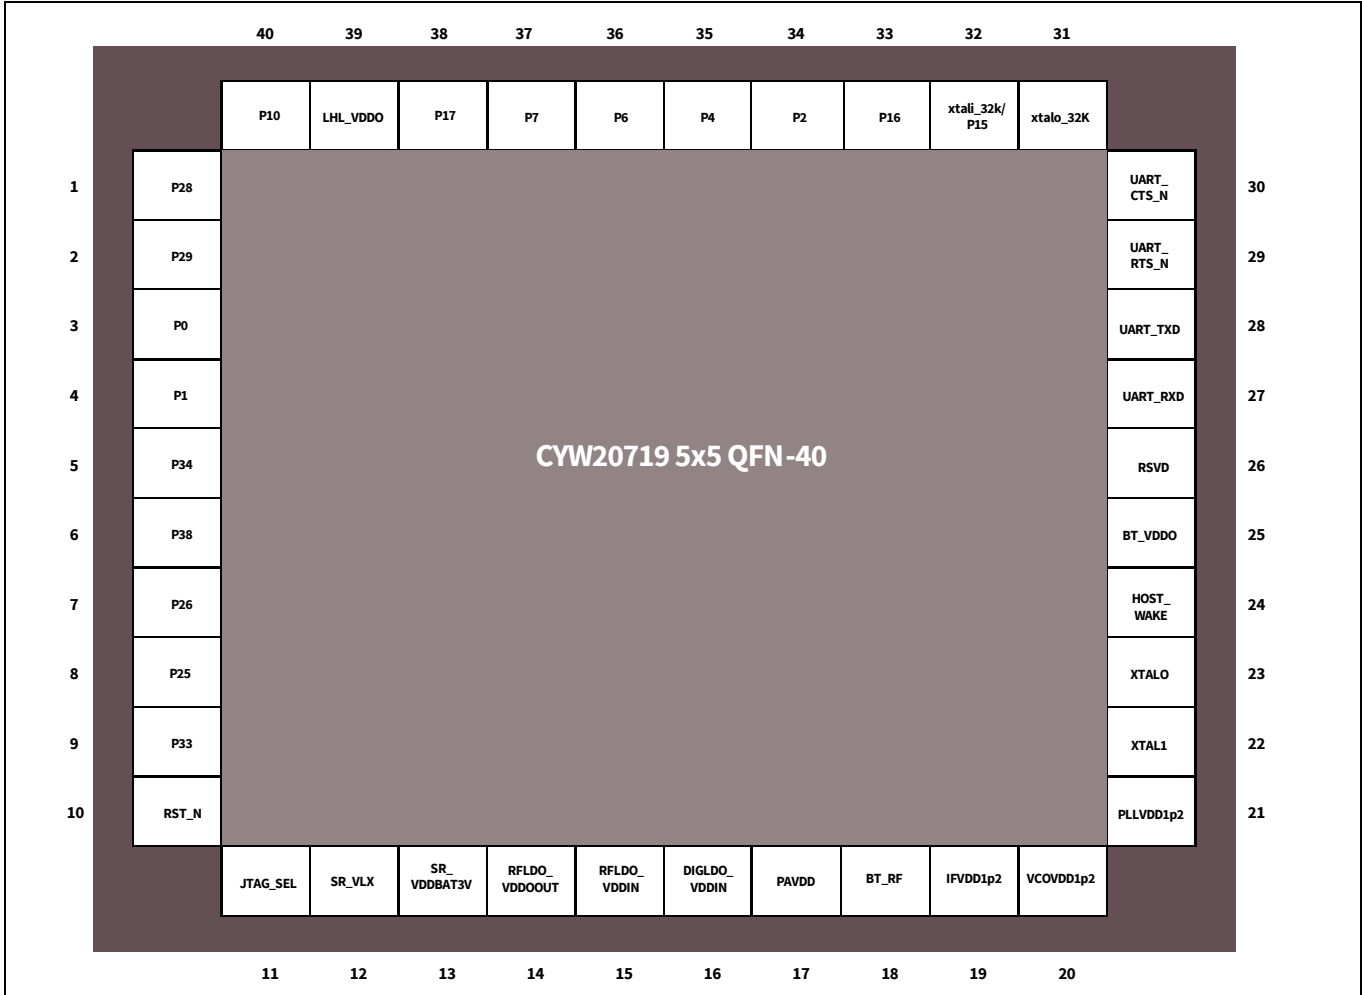 40 39 38 37 36 35 34 33 32 31
P10 LHL_VDDO P17 P7 P6 P4 P2 P16 xtali_32k/
P15 xtalo_32K
1 P28 UART_
CTS_N 30
2 P29 UART_
RTS_N 29
3 P0 UART_TXD 28
4 P1 UART_RXD 27
CYW20719 5x5 QFN-40
5 P34 RSVD 26
6 P38 BT_VDDO 25
7 P26 HOST_
WAKE 24
8 P25 XTALO 23
9 P33 XTAL1 22
10 RST_N PLLVDD1p2 21
JTAG_SEL SR_VLX SR_
VDDBAT3V RFLDO_
VDDOOUT RFLDO_
VDDIN DIGLDO_
VDDIN PAVDD BT_RF IFVDD1p2 VCOVDD1p2
11 12 13 14 15 16 17 18 19 20